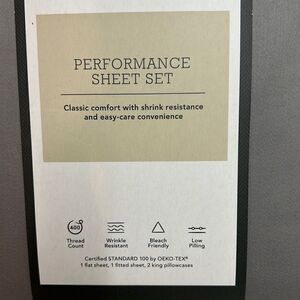 PERFORMANCE
SHEET SET
Classic comfort with shrink resistance
and easy-care convenience
400
Thread
Count
Wrinkle
Resistant
Bleach
Friendly
Low
Pilling
Certified STANDARD 100 by OEKO-TEX®
1 flat sheet, 1 fitted sheet, 2 king pillowcases